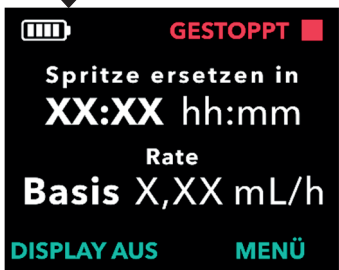 GESTOPPT
Spritze ersetzen in
XX:XX hh:mm
Rate
Basis X,XX mL/h
DISPLAY AUS MENÜ